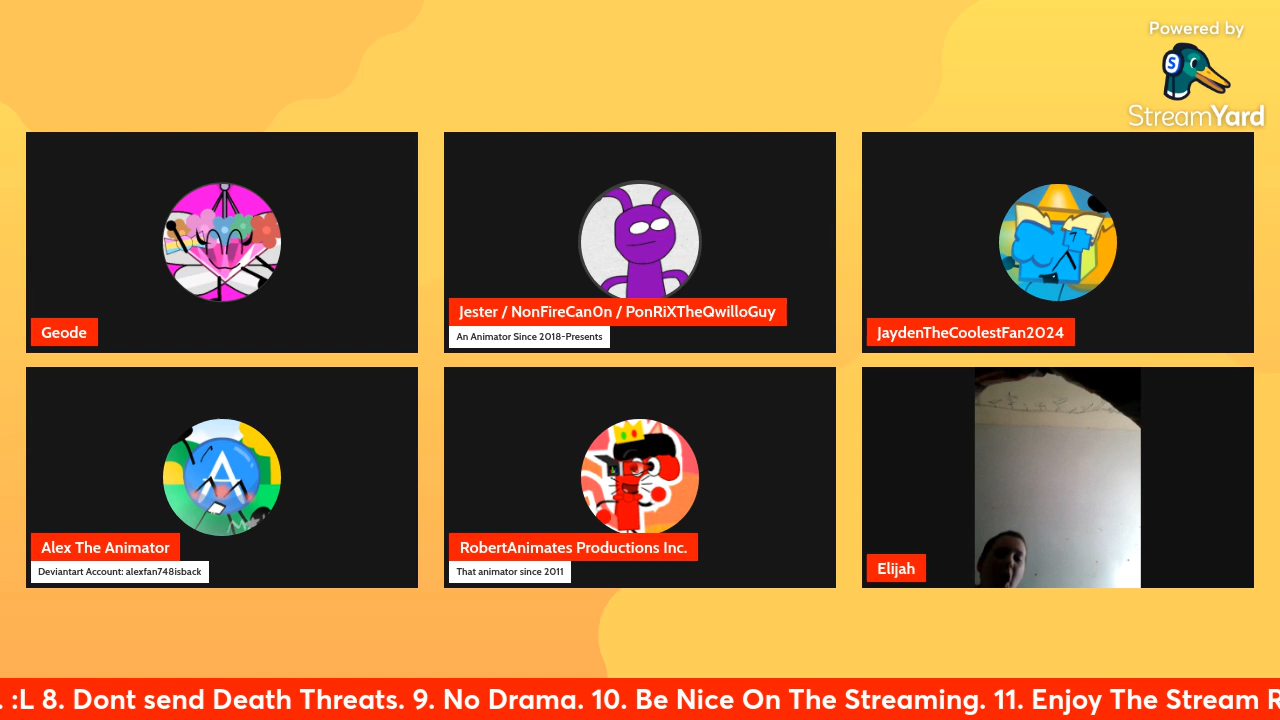 Powered by
S
StreamYard
Geode
Jester / NonFireCan0n / PonRiXTheQwilloGuy
An Animator Since 2018-Presents
JaydenTheCoolestFan2024
A
Alex The Animator
Deviantart Account: alexfan748isback
RobertAnimates Productions Inc.
That animator since 2011
Elijah
. :L 8. Dont send Death Threats. 9. No Drama. 10. Be Nice On The Streaming. 11. Enjoy The Stream R